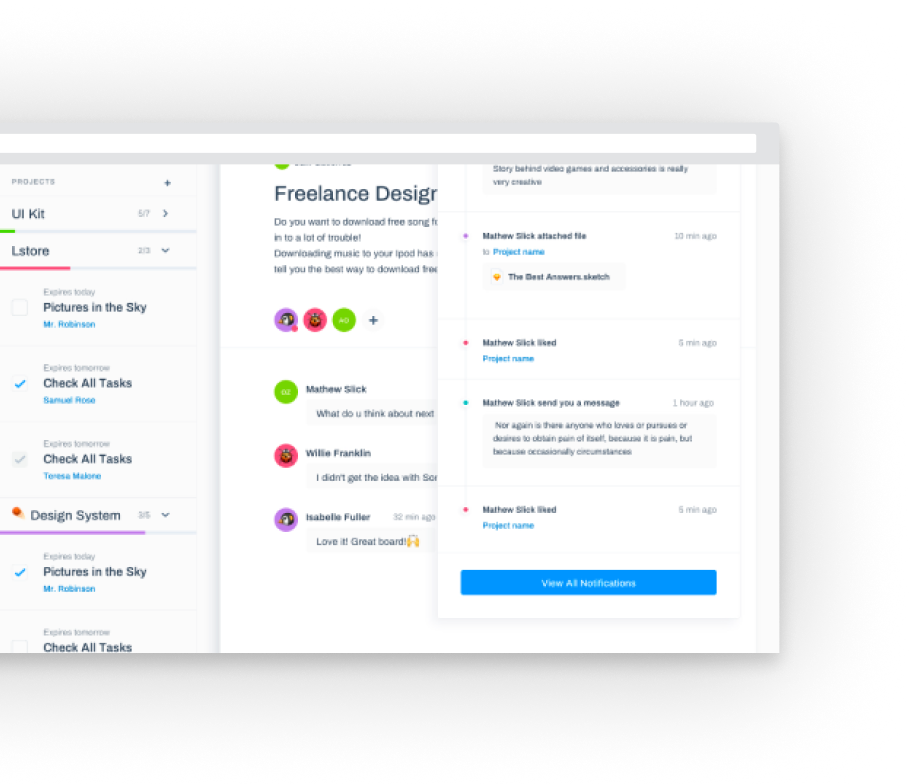 PROJECTS +
UI Kit 5/7
Lstore 2/3
Expires today
Pictures in the Sky
Mr. Robinson
Expires tomorrow
Check All Tasks
Samuel Rose
Expires tomorrow
Check All Tasks
Teresa Malone
Design System 3/5
Expires today
Pictures in the Sky
Mr. Robinson
Expires tomorrow
Check All Tasks
Freelance Design
Do you want to download free song fo
in to a lot of trouble!
Downloading music to your Ipod has
tell you the best way to download free
AO +
OZ
Mathew Slick
What do u think about next
Willie Franklin
I didn't get the idea with Son
Isabelle Fuller 32 min ago
Love it! Great board!🙌
Story behind video games and accessories is really
very creative
Mathew Slick attached file 10 min ago
to Project name
The Best Answers.sketch
Mathew Slick liked 5 min ago
Project name
Mathew Slick send you a message 1 hour ago
Nor again is there anyone who loves or pursues or
desires to obtain pain of itself, because it is pain, but
because occasionally circumstances
Mathew Slick liked 5 min ago
Project name
View All Notifications